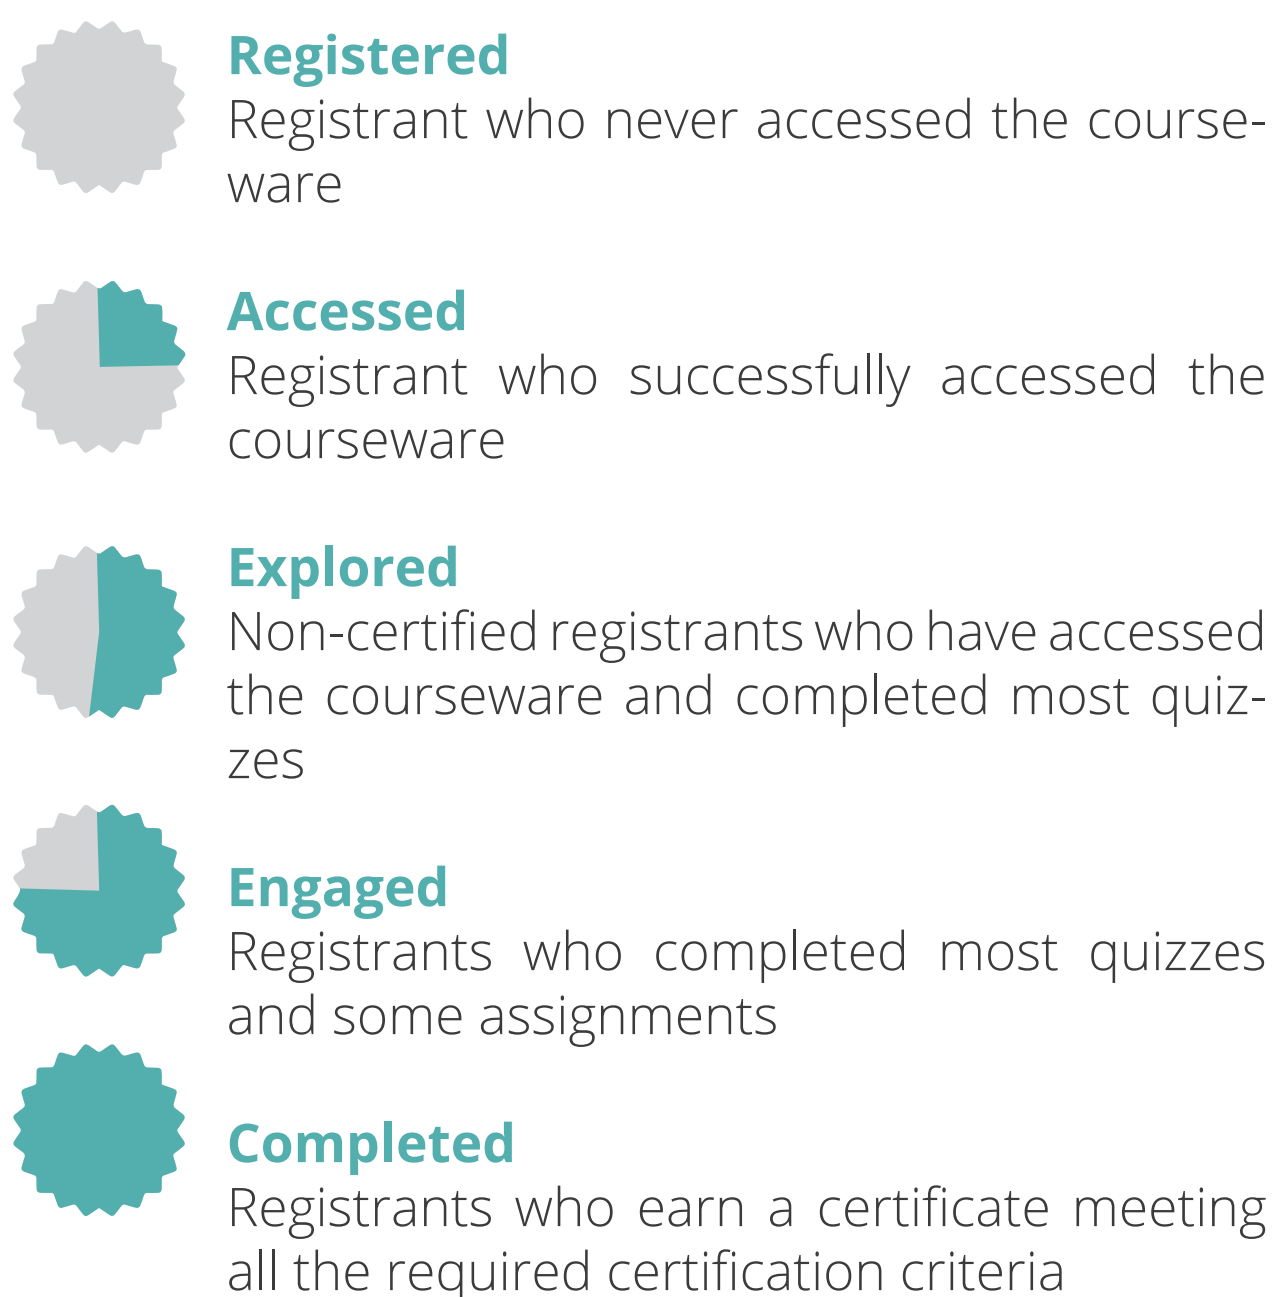 Registered
Registrant who never accessed the course-
ware
Accessed
Registrant who successfully accessed the
courseware
Explored
Non-certified registrants who have accessed
the courseware and completed most quiz-
zes
Engaged
Registrants who completed most quizzes
and some assignments
Completed
Registrants who earn a certificate meeting
all the required certification criteria